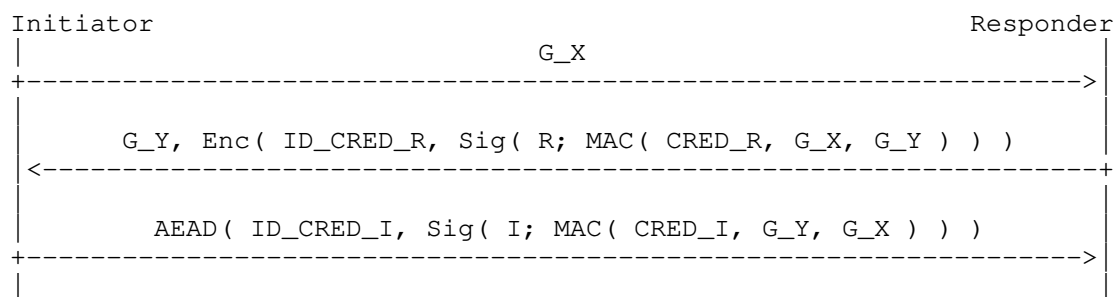 Initiator Responder
G_X
G_Y, Enc( ID_CRED_R, Sig( R; MAC( CRED_R, G_X, G_Y ) ) )
AEAD( ID_CRED_I, Sig( I; MAC( CRED_I, G_Y, G_X ) ) )